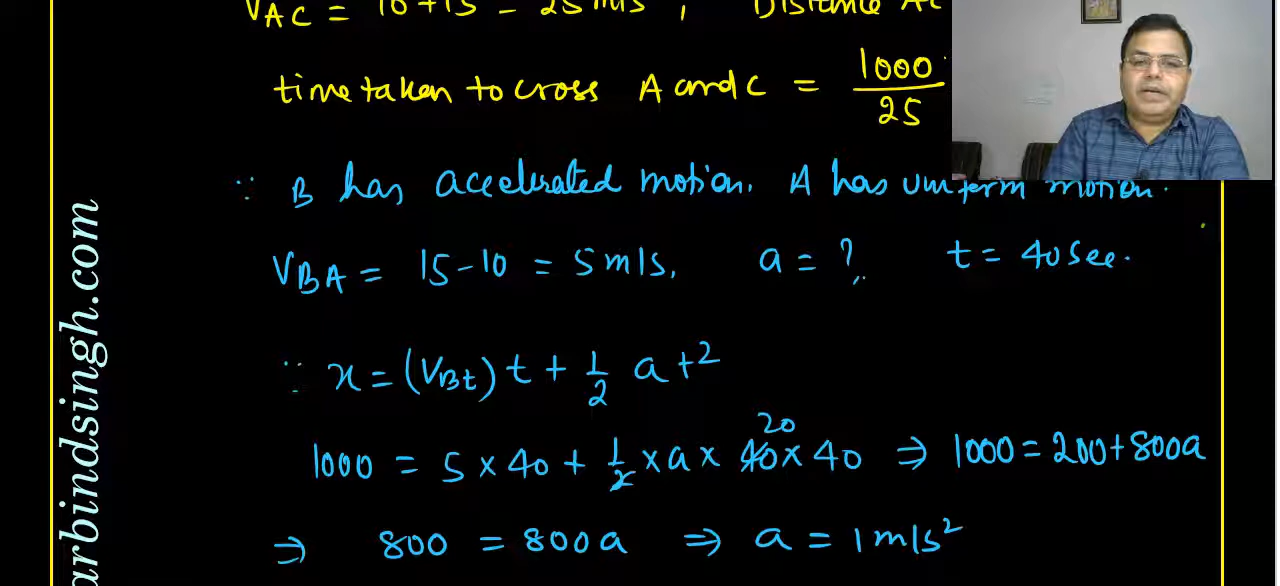 V_AC = 10 + 15 = 25 m/s, Distance AC
time taken to cross A and C = 1000/25
∵ B has acelerated motion. A has uniform motion.
V_BA = 15 - 10 = 5 m/s, a = ? t = 40 sec.
∵ x = (V_Bt) t + 1/2 a t²
20
1000 = 5 × 40 + 1/2 × a × 40 × 40 ⇒ 1000 = 200 + 800a
⇒ 800 = 800a ⇒ a = 1 m/s²
arbindsingh.com